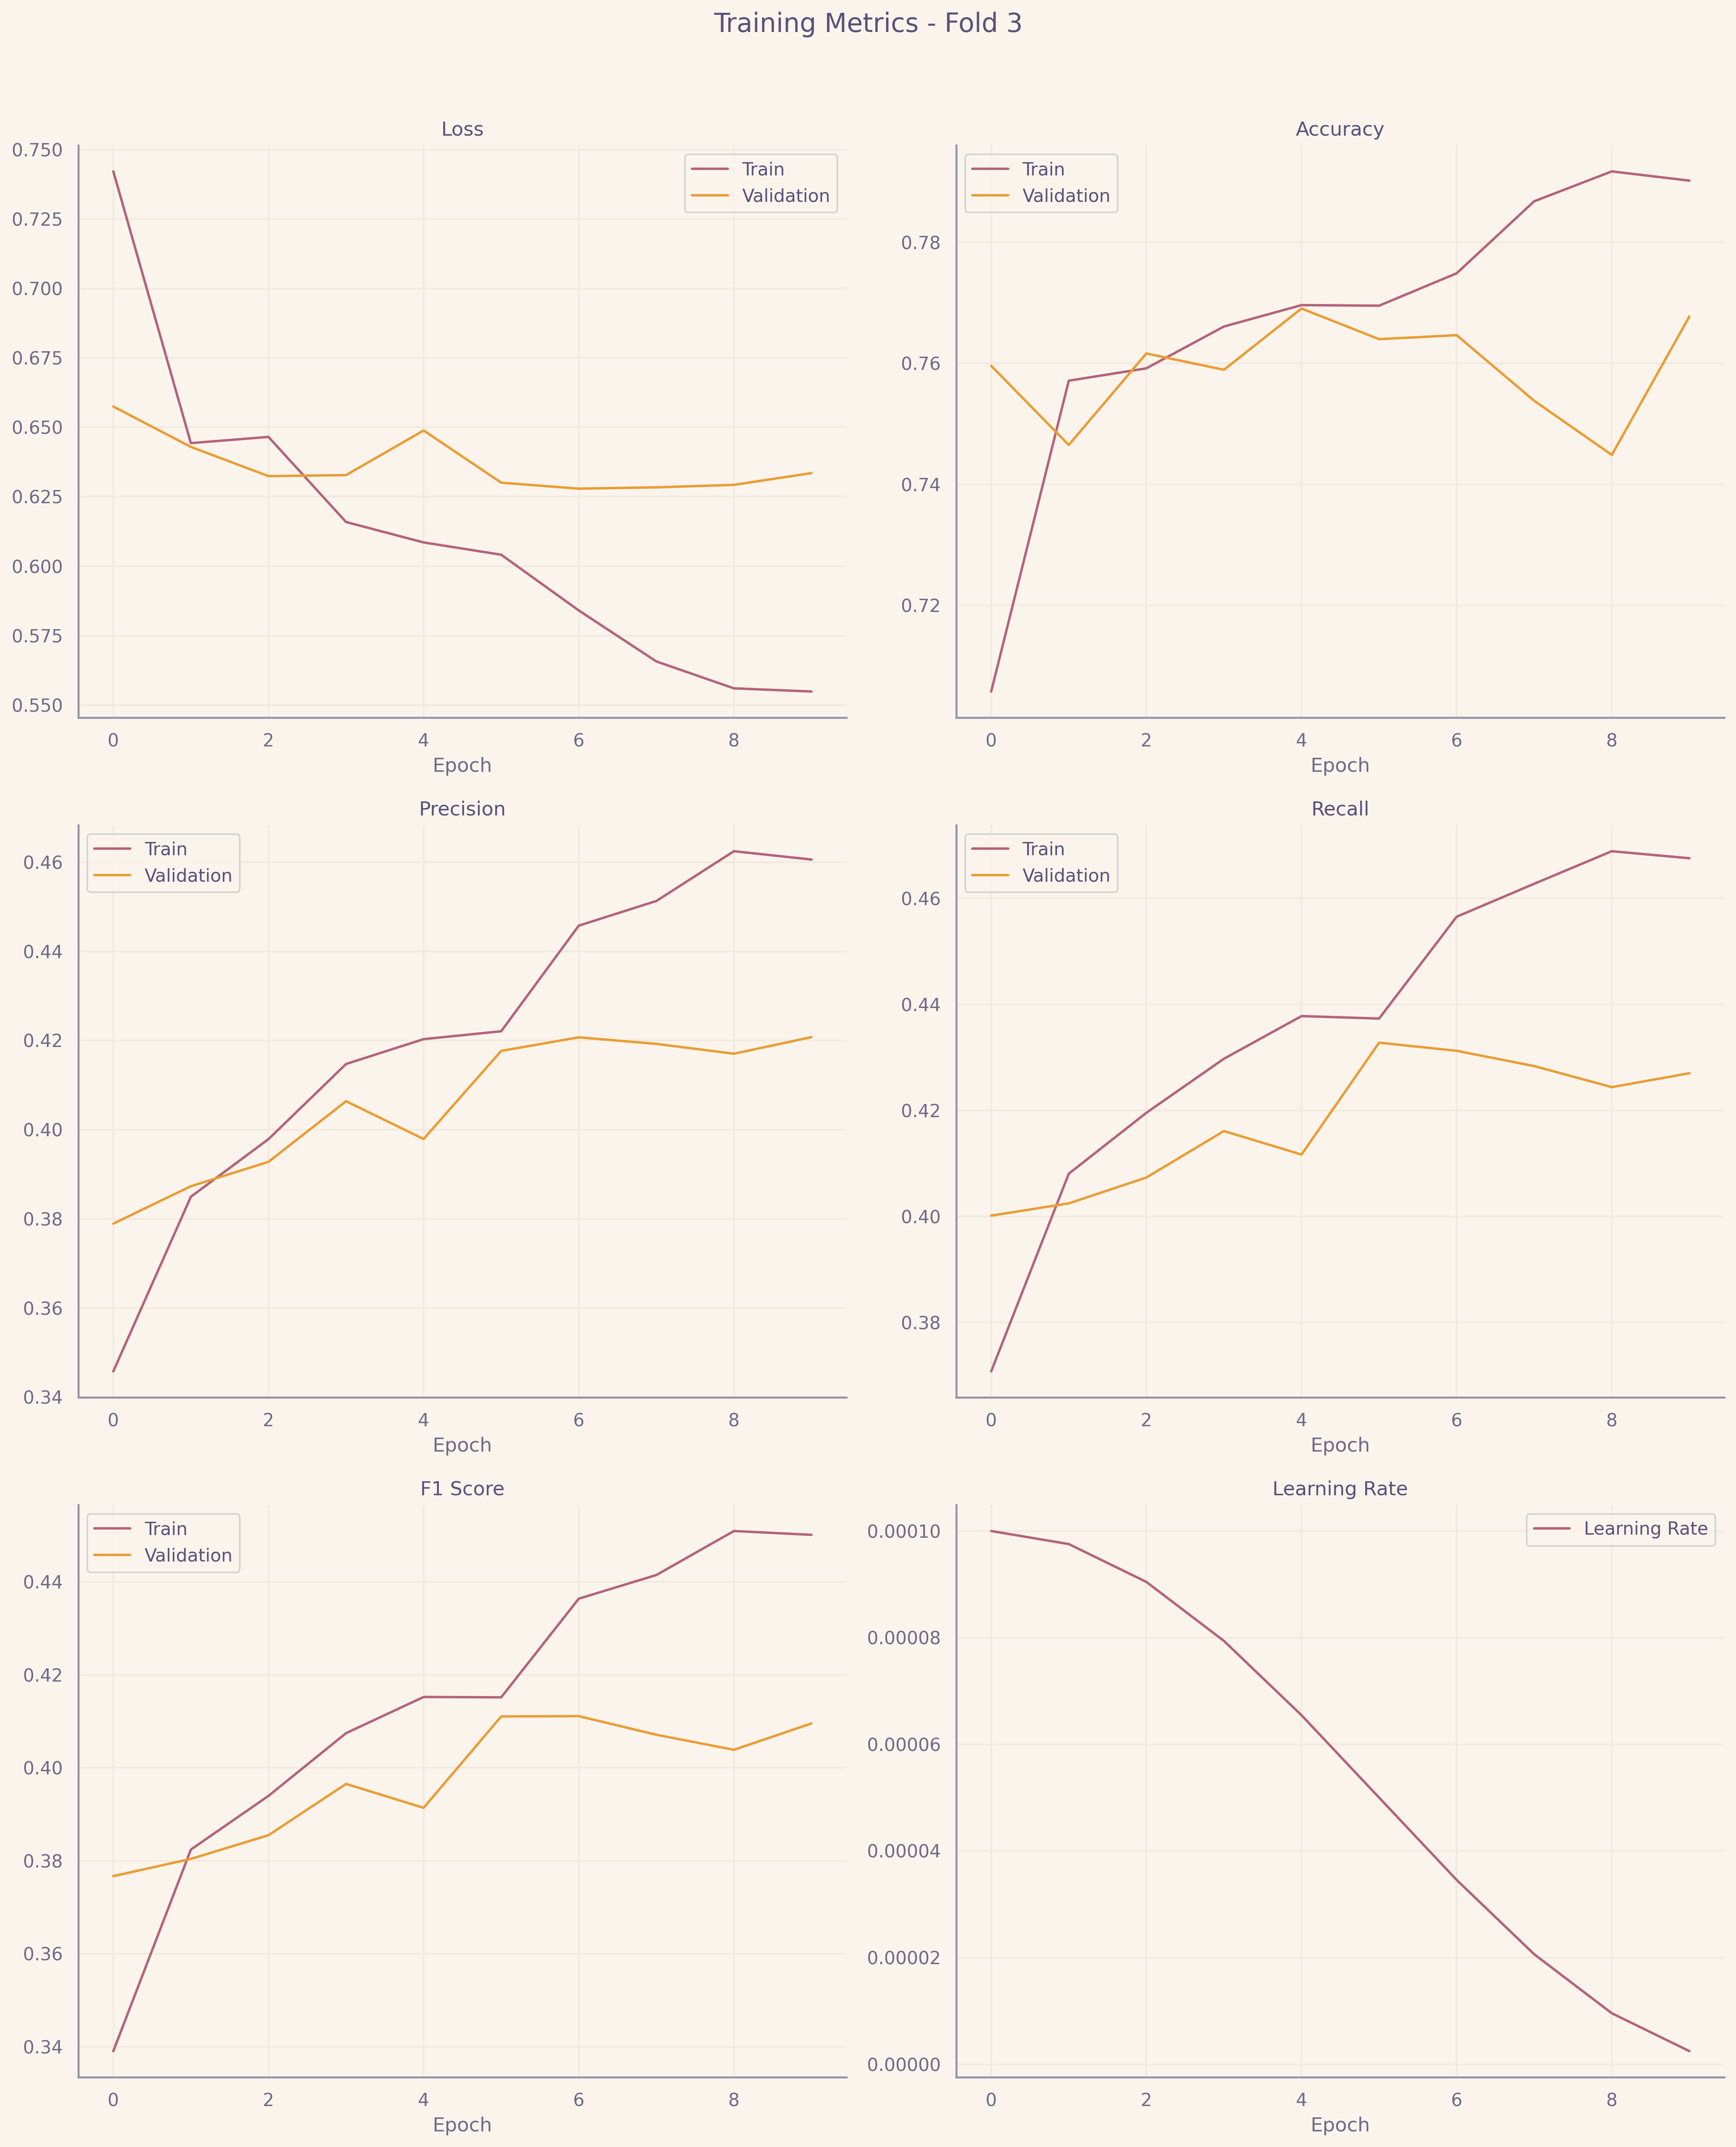 Training Metrics - Fold 3
Loss
0.750
0.725
0.700
0.675
0.650
0.625
0.600
0.575
0.550
Train
Validation
0 2 4 6 8
Epoch
Accuracy
0.78
0.76
0.74
0.72
Train
Validation
0 2 4 6 8
Epoch
Precision
0.46
0.44
0.42
0.40
0.38
0.36
0.34
Train
Validation
0 2 4 6 8
Epoch
Recall
0.46
0.44
0.42
0.40
0.38
Train
Validation
0 2 4 6 8
Epoch
F1 Score
0.44
0.42
0.40
0.38
0.36
0.34
Train
Validation
0 2 4 6 8
Epoch
Learning Rate
0.00010
0.00008
0.00006
0.00004
0.00002
0.00000
Learning Rate
0 2 4 6 8
Epoch